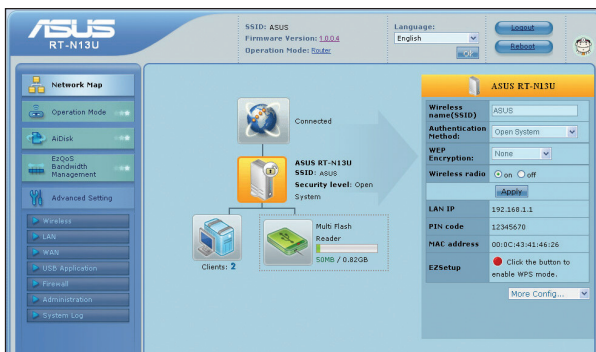 ASUS
RT-N13U
SSID: ASUS
Firmware Version: 1.0.0.4
Operation Mode: Router
Language:
English
Logout
Reboot
Network Map
Operation Mode
AiDisk
EzQoS
Bandwidth
Management
Advanced Setting
Wireless
LAN
WAN
USB Application
Firewall
Administration
System Log
Connected
ASUS RT-N13U
SSID: ASUS
Security level: Open
System
Clients: 2
Multi Flash
Reader
50MB / 0.82GB
ASUS RT-N13U
Wireless
name(SSID)
ASUS
Authentication
Method:
Open System
WEP
Encryption:
None
Wireless radio
on off
Apply
LAN IP
192.168.1.1
PIN code
12345670
MAC address
00:0C:43:41:46:26
EZSetup
Click the button to
enable WPS mode.
More Config...